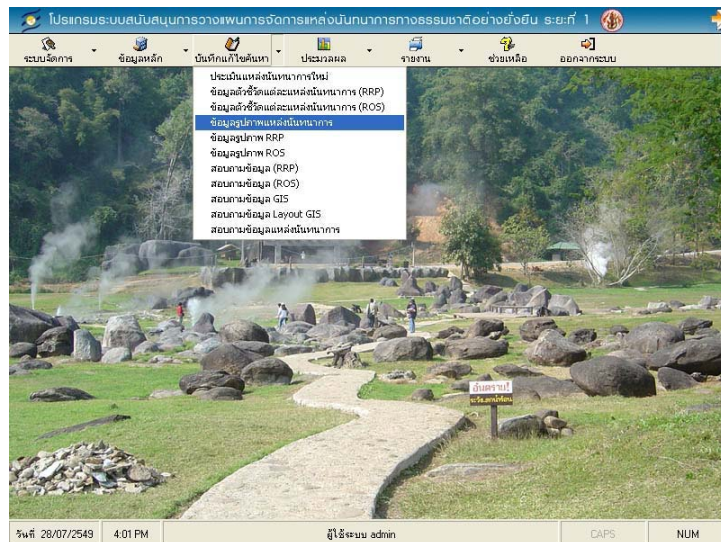 โปรแกรมระบบสนับสนุนการวางแผนการจัดการแหล่งนันทนาการทางธรรมชาติอย่างยั่งยืน ระยะที่ 1
ระบบจัดการ ข้อมูลหลัก บันทึกแก้ไขค้นหา ประมวลผล รายงาน ช่วยเหลือ ออกจากระบบ
ประเมินแหล่งนันทนาการใหม่
ข้อมูลตัวชี้วัดแต่ละแหล่งนันทนาการ (RRP)
ข้อมูลตัวชี้วัดแต่ละแหล่งนันทนาการ (ROS)
ข้อมูลรูปภาพแหล่งนันทนาการ
ข้อมูลรูปภาพ RRP
ข้อมูลรูปภาพ ROS
สอบถามข้อมูล (RRP)
สอบถามข้อมูล (ROS)
สอบถามข้อมูล GIS
สอบถามข้อมูล Layout GIS
สอบถามข้อมูลแหล่งนันทนาการ
อันตราย!
วันที่ 28/07/2549 4:01 PM ผู้ใช้ระบบ admin CAPS NUM